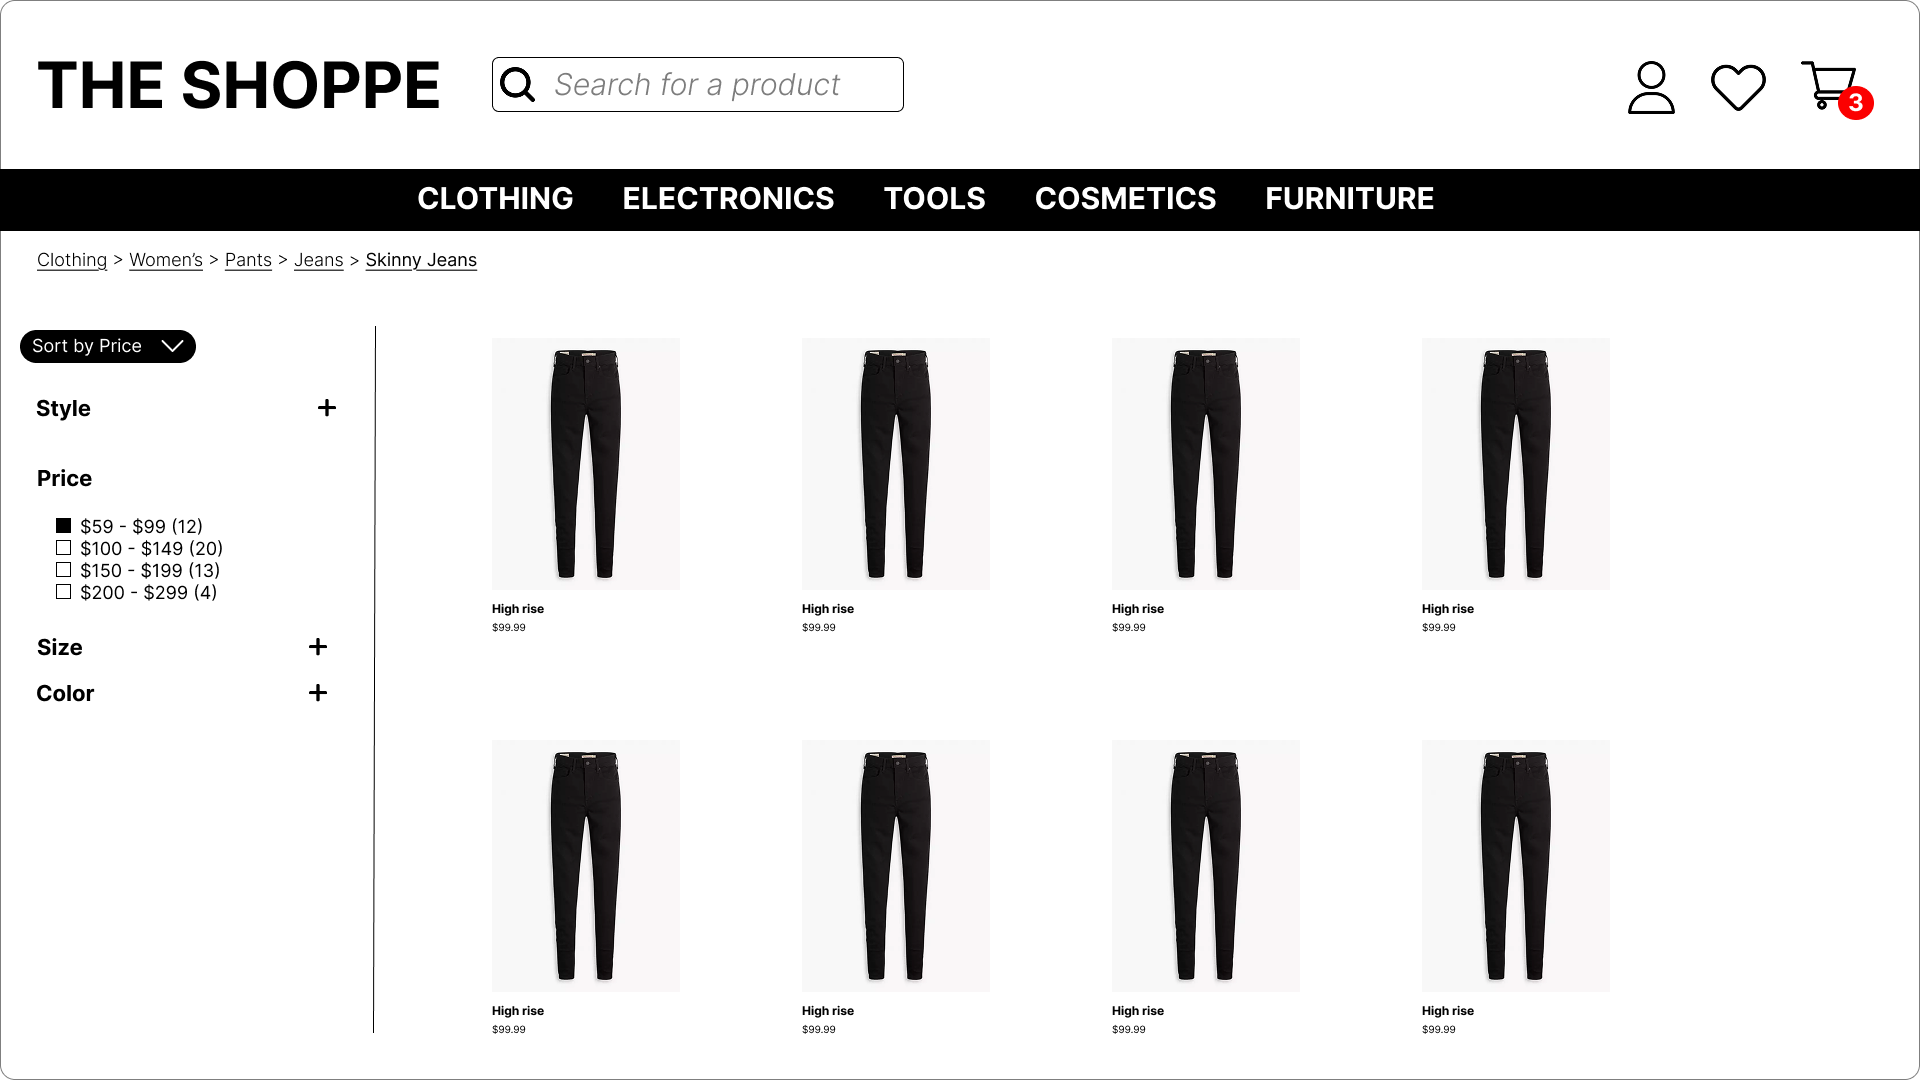 THE SHOPPE
Search for a product
3
CLOTHING ELECTRONICS TOOLS COSMETICS FURNITURE
Clothing > Women’s > Pants > Jeans > Skinny Jeans
Sort by Price
Style +
Price
$59 - $99 (12)
$100 - $149 (20)
$150 - $199 (13)
$200 - $299 (4)
Size +
Color +
High rise High rise High rise High rise
$99.99 $99.99 $99.99 $99.99
High rise High rise High rise High rise
$99.99 $99.99 $99.99 $99.99